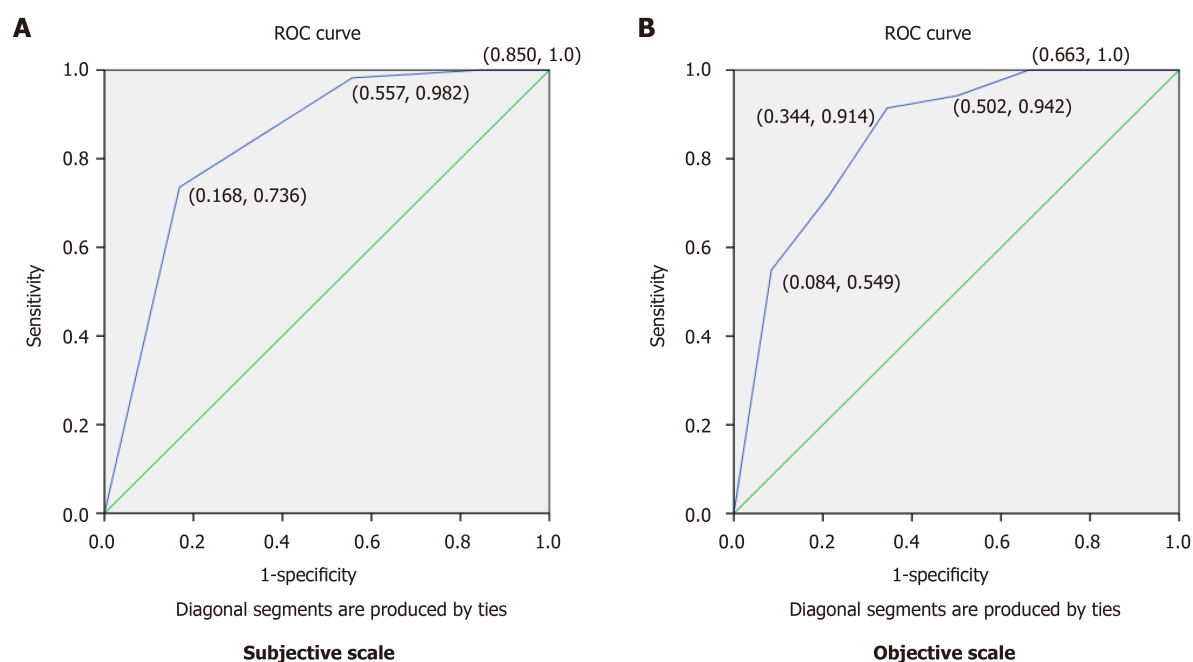 A
ROC curve
(0.850, 1.0)
1.0
(0.557, 0.982)
0.8
(0.168, 0.736)
0.6
Sensitivity
0.4
0.2
0.0
0.0 0.2 0.4 0.6 0.8 1.0
1-specificity
Diagonal segments are produced by ties
Subjective scale
B
ROC curve
(0.663, 1.0)
1.0
(0.502, 0.942)
(0.344, 0.914)
0.8
0.6
Sensitivity
(0.084, 0.549)
0.4
0.2
0.0
0.0 0.2 0.4 0.6 0.8 1.0
1-specificity
Diagonal segments are produced by ties
Objective scale